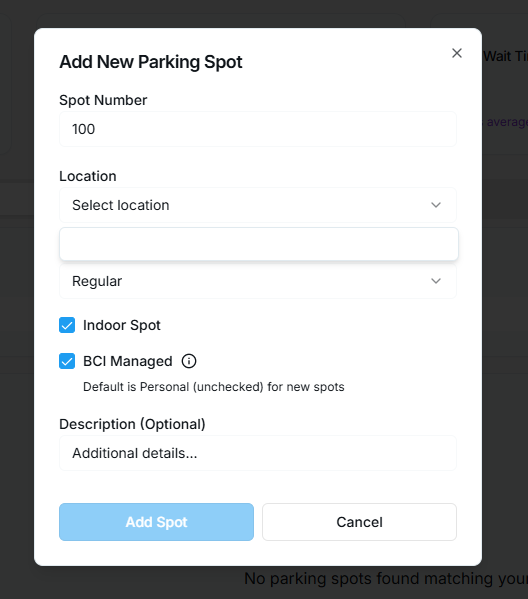 Add New Parking Spot
Wait Ti
Spot Number
100
average
Location
Select location
Regular
Indoor Spot
BCI Managed
Default is Personal (unchecked) for new spots
Description (Optional)
Additional details...
Add Spot
Cancel
No parking spots found matching your